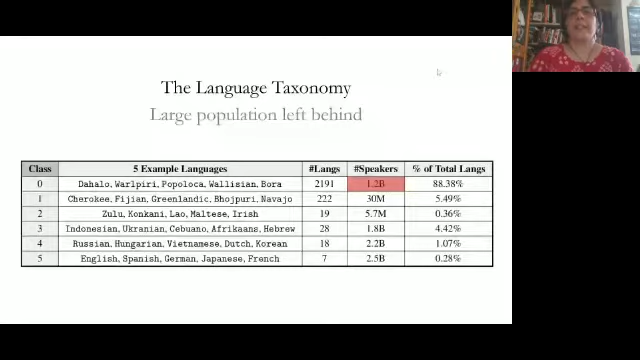 The Language Taxonomy
Large population left behind
Class 5 Example Languages #Langs #Speakers % of Total Langs
0 Dahalo, Warlpiri, Popoloca, Wallisian, Bora 2191 1.2B 88.38%
1 Cherokee, Fijian, Greenlandic, Bhojpuri, Navajo 222 30M 5.49%
2 Zulu, Konkani, Lao, Maltese, Irish 19 5.7M 0.36%
3 Indonesian, Ukranian, Cebuano, Afrikaans, Hebrew 28 1.8B 4.42%
4 Russian, Hungarian, Vietnamese, Dutch, Korean 18 2.2B 1.07%
5 English, Spanish, German, Japanese, French 7 2.5B 0.28%